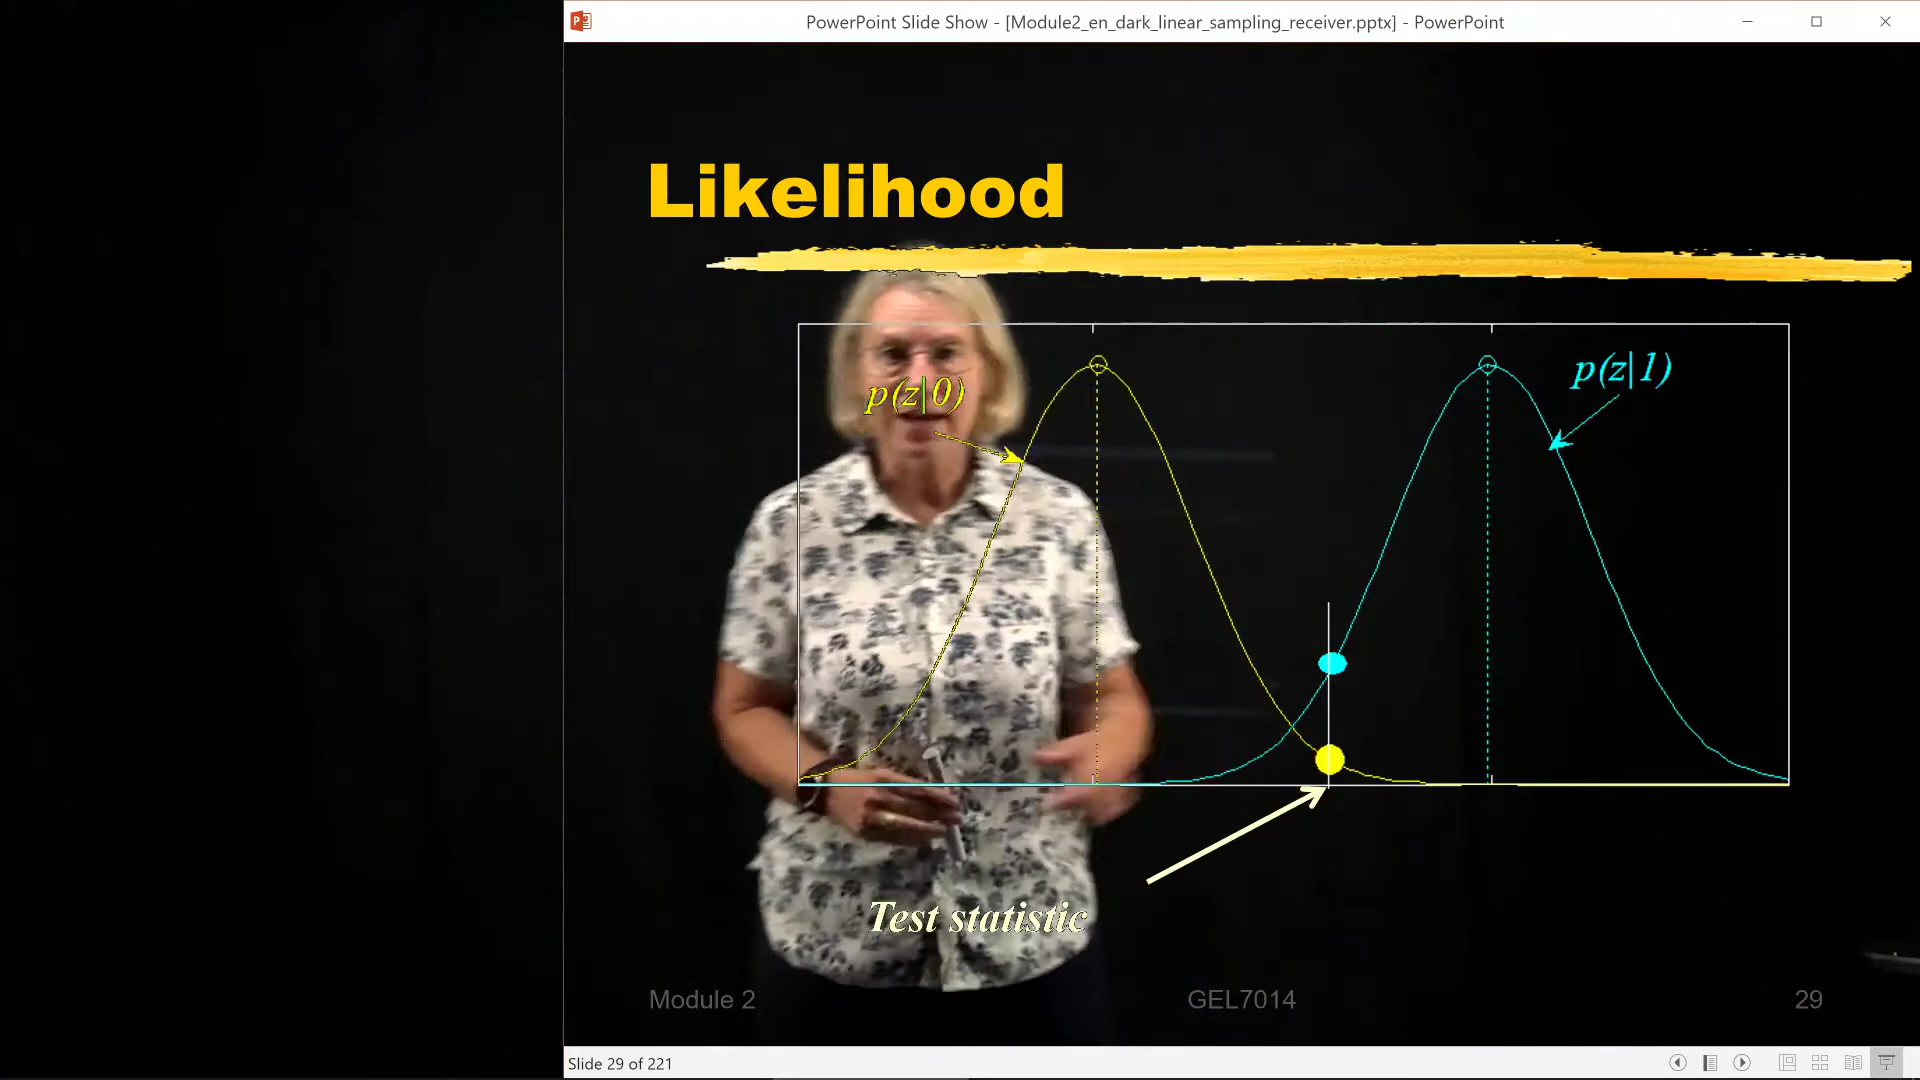 PowerPoint Slide Show - [Module2_en_dark_linear_sampling_receiver.pptx] - PowerPoint
Likelihood
p(z|0)
p(z|1)
Test statistic
Module 2
GEL7014
29
Slide 29 of 221